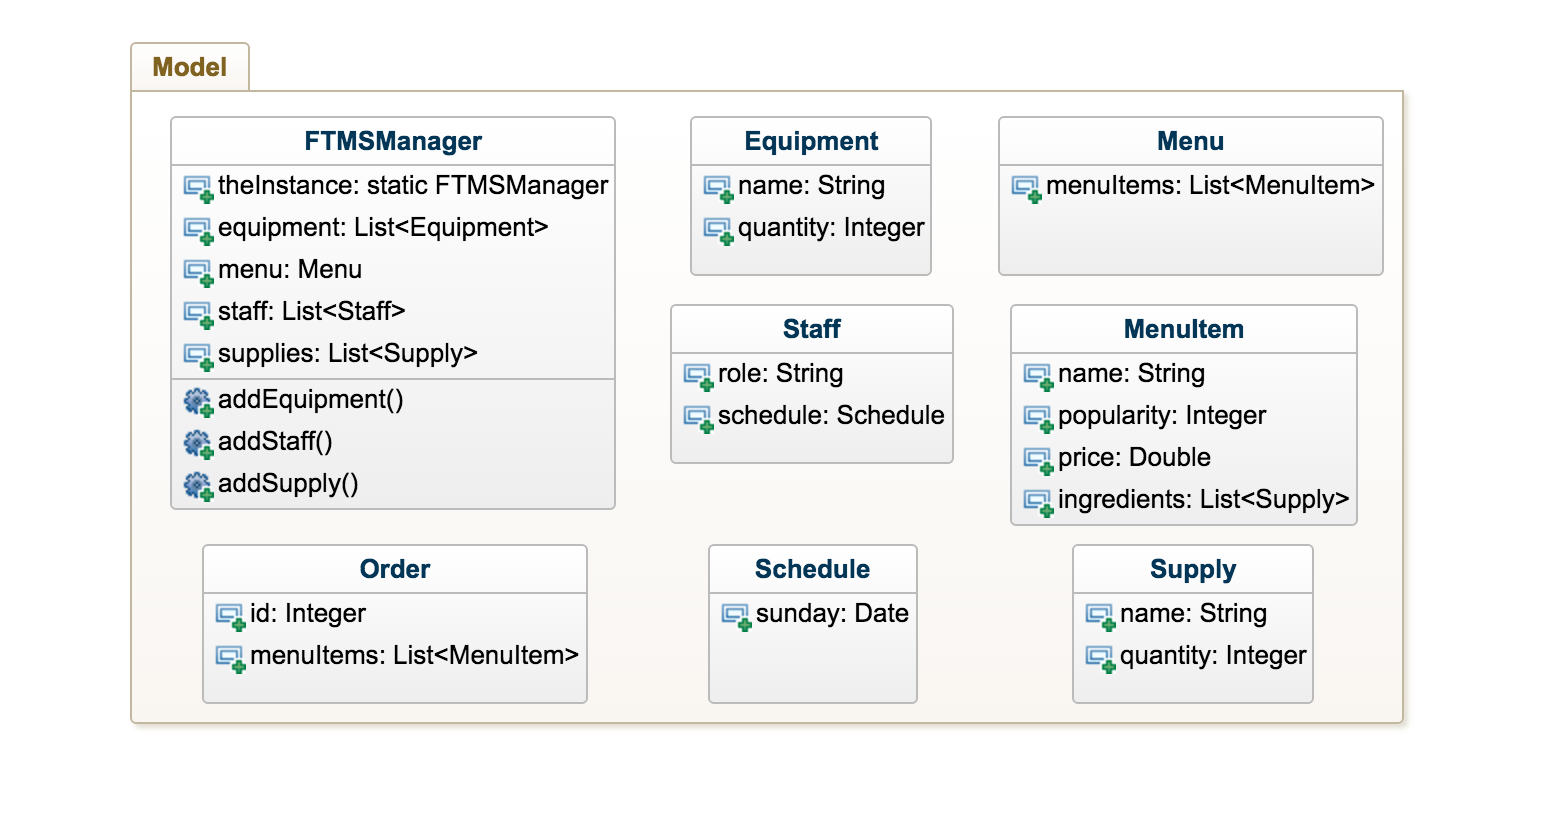 Model
FTMSManager
theInstance: static FTMSManager
equipment: List<Equipment>
menu: Menu
staff: List<Staff>
supplies: List<Supply>
addEquipment()
addStaff()
addSupply()
Equipment
name: String
quantity: Integer
Menu
menuItems: List<MenuItem>
Staff
role: String
schedule: Schedule
MenuItem
name: String
popularity: Integer
price: Double
ingredients: List<Supply>
Order
id: Integer
menuItems: List<MenuItem>
Schedule
sunday: Date
Supply
name: String
quantity: Integer